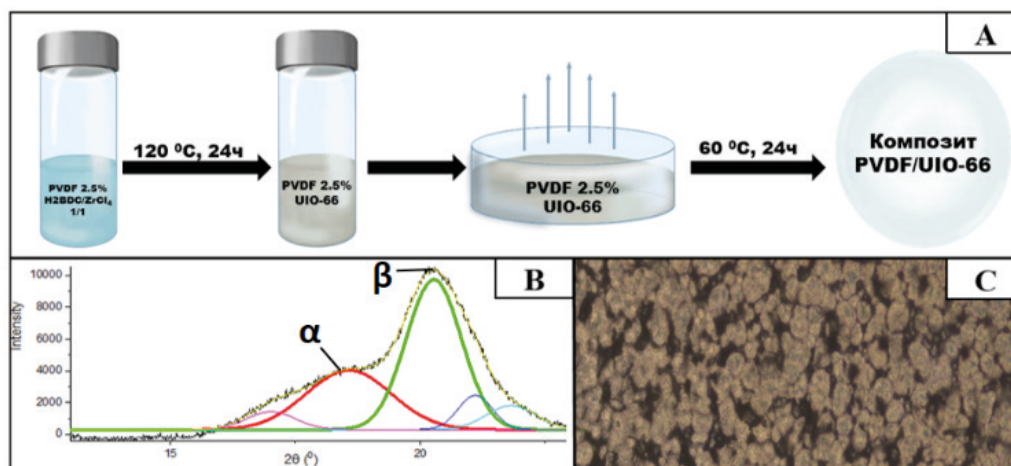 A
120 ⁰C, 24ч
60 ⁰C, 24ч
PVDF 2.5%
H2BDC/ZrCl₄
1/1
PVDF 2.5%
UIO-66
PVDF 2.5%
UIO-66
Композит
PVDF/UIO-66
B
β
α
10000
8000
6000
4000
2000
0
Intensity
15
20
2θ (⁰)
C